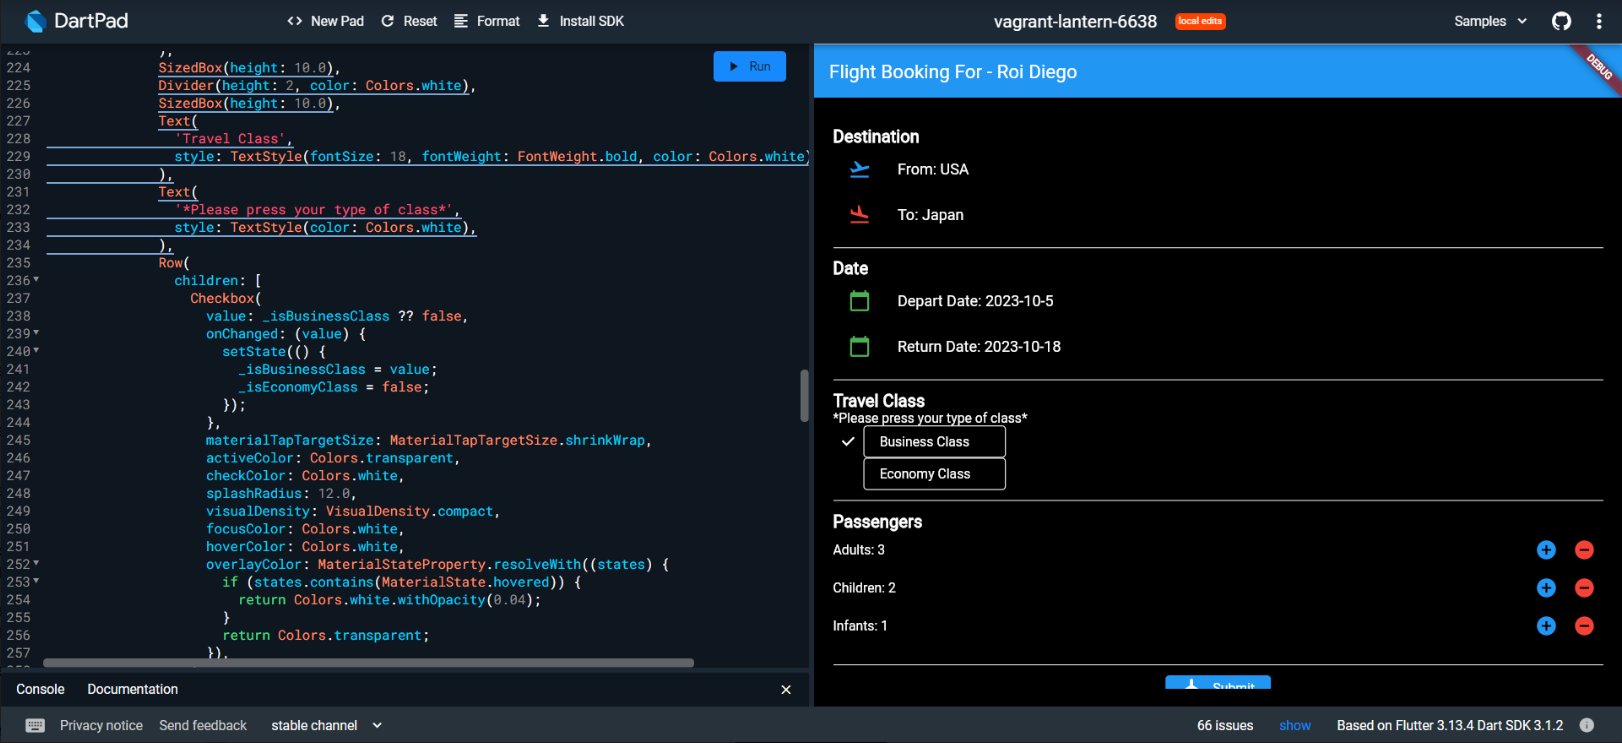 DartPad
New Pad
Reset
Format
Install SDK
vagrant-lantern-6638
local edits
Samples
),
224 SizedBox(height: 10.0),
225 Divider(height: 2, color: Colors.white),
226 SizedBox(height: 10.0),
227 Text(
228 'Travel Class',
229 style: TextStyle(fontSize: 18, fontWeight: FontWeight.bold, color: Colors.white)
230 ),
231 Text(
232 '*Please press your type of class*',
233 style: TextStyle(color: Colors.white),
234 ),
235 Row(
236 children: [
237 Checkbox(
238 value: _isBusinessClass ?? false,
239 onChanged: (value) {
240 setState(() {
241 _isBusinessClass = value;
242 _isEconomyClass = false;
243 });
244 },
245 materialTapTargetSize: MaterialTapTargetSize.shrinkWrap,
246 activeColor: Colors.transparent,
247 checkColor: Colors.white,
248 splashRadius: 12.0,
249 visualDensity: VisualDensity.compact,
250 focusColor: Colors.white,
251 hoverColor: Colors.white,
252 overlayColor: MaterialStateProperty.resolveWith((states) {
253 if (states.contains(MaterialState.hovered)) {
254 return Colors.white.withOpacity(0.04);
255 }
256 return Colors.transparent;
257 }),
Run
Flight Booking For - Roi Diego
DEBUG
Destination
From: USA
To: Japan
Date
Depart Date: 2023-10-5
Return Date: 2023-10-18
Travel Class
*Please press your type of class*
Business Class
Economy Class
Passengers
Adults: 3
Children: 2
Infants: 1
Submit
Console
Documentation
Privacy notice
Send feedback
stable channel
66 issues
show
Based on Flutter 3.13.4 Dart SDK 3.1.2